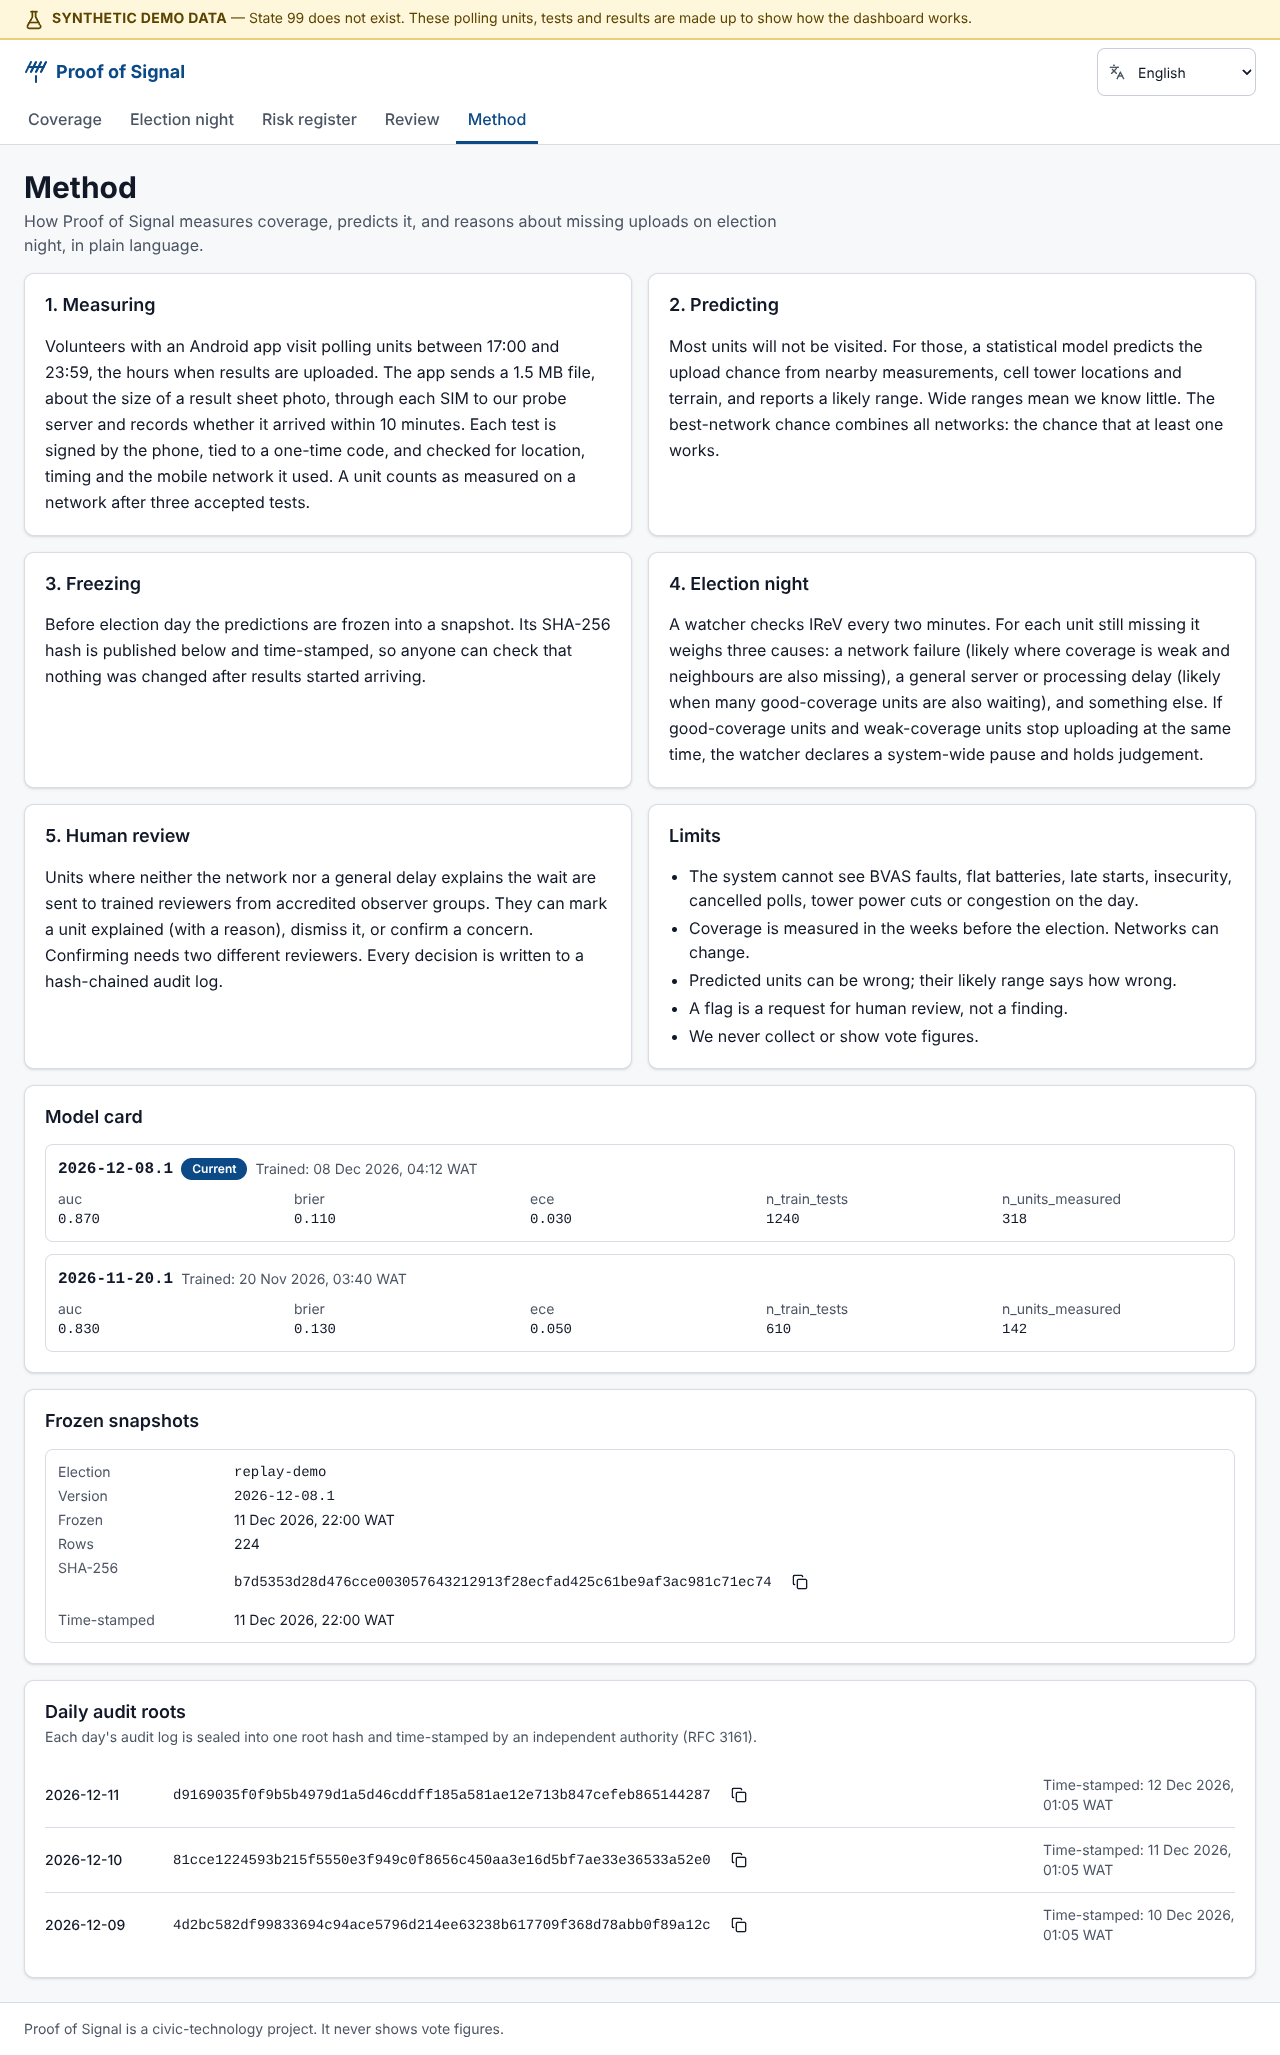 SYNTHETIC DEMO DATA — State 99 does not exist. These polling units, tests and results are made up to show how the dashboard works.
Proof of Signal
English
Coverage
Election night
Risk register
Review
Method
Method
How Proof of Signal measures coverage, predicts it, and reasons about missing uploads on election
night, in plain language.
1. Measuring
Volunteers with an Android app visit polling units between 17:00 and
23:59, the hours when results are uploaded. The app sends a 1.5 MB file,
about the size of a result sheet photo, through each SIM to our probe
server and records whether it arrived within 10 minutes. Each test is
signed by the phone, tied to a one-time code, and checked for location,
timing and the mobile network it used. A unit counts as measured on a
network after three accepted tests.
2. Predicting
Most units will not be visited. For those, a statistical model predicts the
upload chance from nearby measurements, cell tower locations and
terrain, and reports a likely range. Wide ranges mean we know little. The
best-network chance combines all networks: the chance that at least one
works.
3. Freezing
Before election day the predictions are frozen into a snapshot. Its SHA-256
hash is published below and time-stamped, so anyone can check that
nothing was changed after results started arriving.
4. Election night
A watcher checks IReV every two minutes. For each unit still missing it
weighs three causes: a network failure (likely where coverage is weak and
neighbours are also missing), a general server or processing delay (likely
when many good-coverage units are also waiting), and something else. If
good-coverage units and weak-coverage units stop uploading at the same
time, the watcher declares a system-wide pause and holds judgement.
5. Human review
Units where neither the network nor a general delay explains the wait are
sent to trained reviewers from accredited observer groups. They can mark
a unit explained (with a reason), dismiss it, or confirm a concern.
Confirming needs two different reviewers. Every decision is written to a
hash-chained audit log.
Limits
• The system cannot see BVAS faults, flat batteries, late starts, insecurity,
cancelled polls, tower power cuts or congestion on the day.
• Coverage is measured in the weeks before the election. Networks can
change.
• Predicted units can be wrong; their likely range says how wrong.
• A flag is a request for human review, not a finding.
• We never collect or show vote figures.
Model card
2026-12-08.1 Current Trained: 08 Dec 2026, 04:12 WAT
auc brier ece n_train_tests n_units_measured
0.870 0.110 0.030 1240 318
2026-11-20.1 Trained: 20 Nov 2026, 03:40 WAT
auc brier ece n_train_tests n_units_measured
0.830 0.130 0.050 610 142
Frozen snapshots
Election replay-demo
Version 2026-12-08.1
Frozen 11 Dec 2026, 22:00 WAT
Rows 224
SHA-256
b7d5353d28d476cce003057643212913f28ecfad425c61be9af3ac981c71ec74
Time-stamped 11 Dec 2026, 22:00 WAT
Daily audit roots
Each day's audit log is sealed into one root hash and time-stamped by an independent authority (RFC 3161).
2026-12-11 d9169035f0f9b5b4979d1a5d46cddff185a581ae12e713b847cefeb865144287 Time-stamped: 12 Dec 2026,
01:05 WAT
2026-12-10 81cce1224593b215f5550e3f949c0f8656c450aa3e16d5bf7ae33e36533a52e0 Time-stamped: 11 Dec 2026,
01:05 WAT
2026-12-09 4d2bc582df99833694c94ace5796d214ee63238b617709f368d78abb0f89a12c Time-stamped: 10 Dec 2026,
01:05 WAT
Proof of Signal is a civic-technology project. It never shows vote figures.